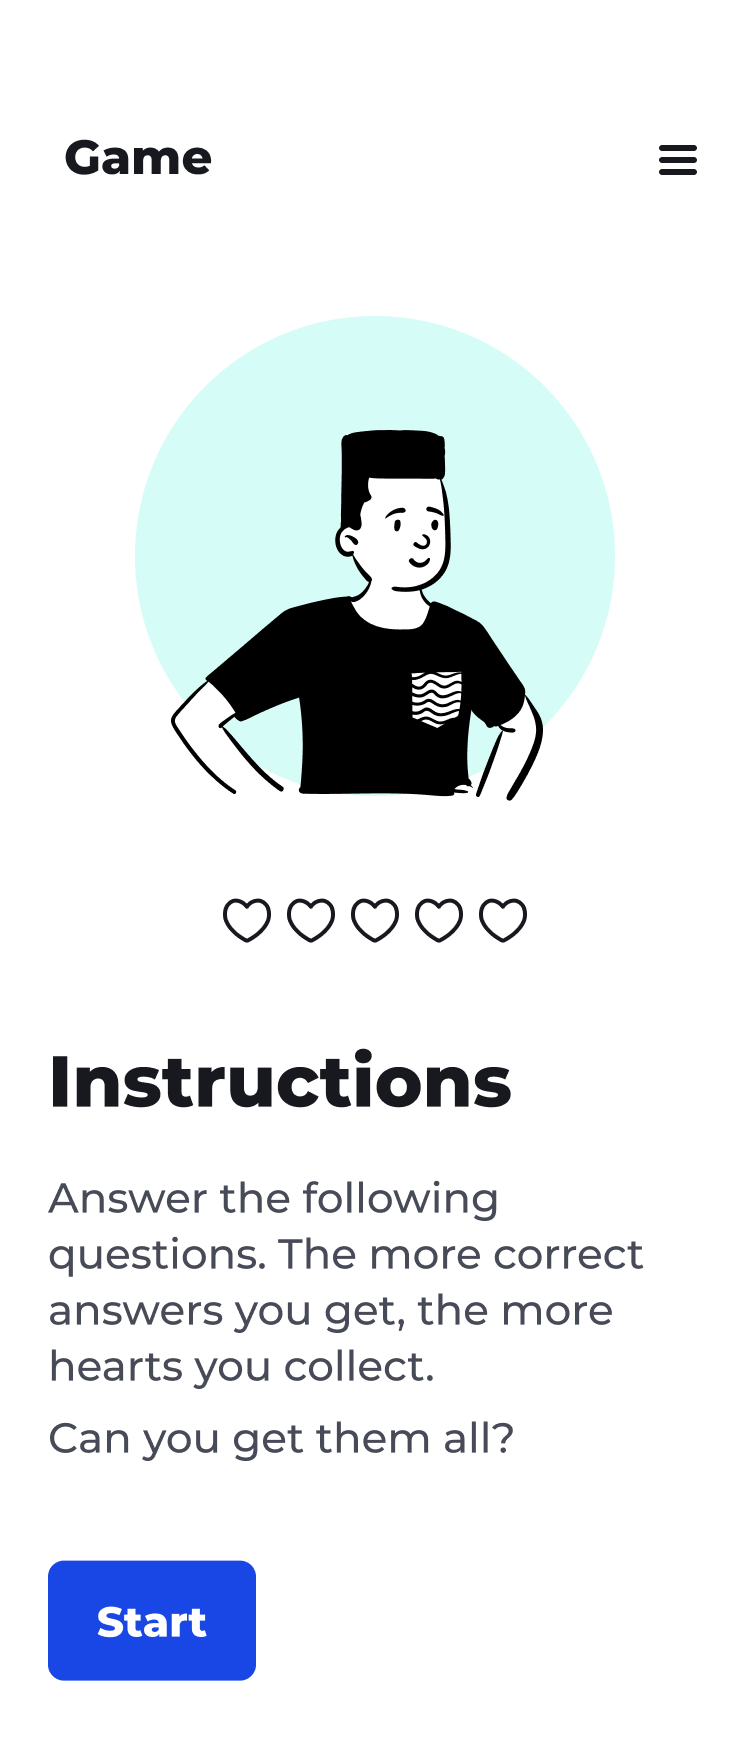 Game
Instructions
Answer the following
questions. The more correct
answers you get, the more
hearts you collect.
Can you get them all?
Start